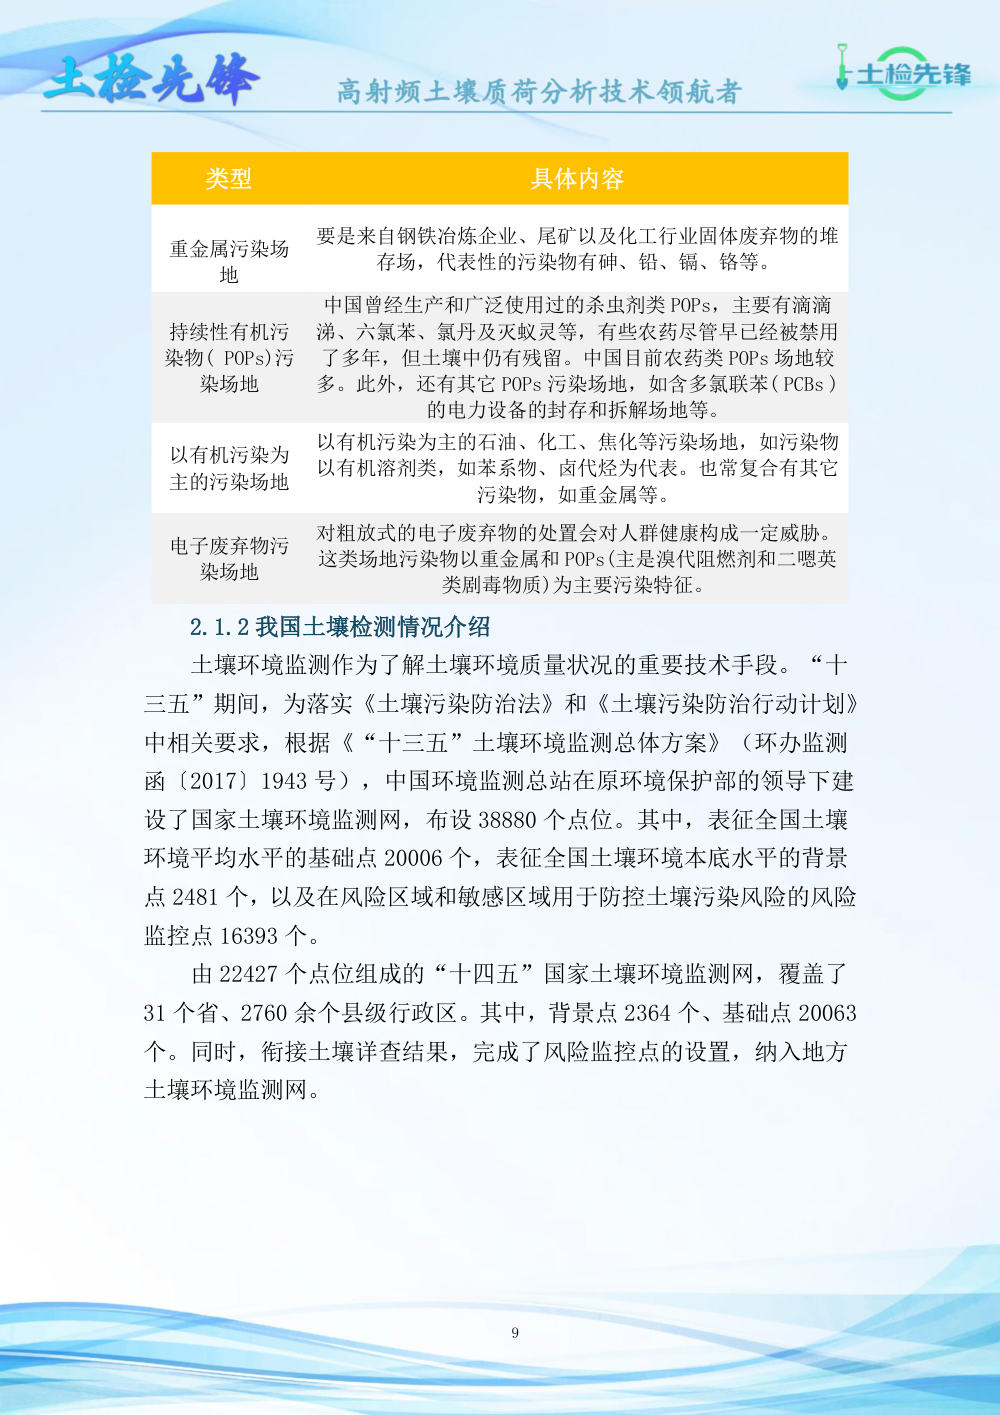 土检先锋
高射频土壤质荷分析技术领航者
土检先锋
类型
具体内容
重金属污染场
地
要是来自钢铁冶炼企业、尾矿以及化工行业固体废弃物的堆
存场，代表性的污染物有砷、铅、镉、铬等。
持续性有机污
染物( POPs)污
染场地
中国曾经生产和广泛使用过的杀虫剂类 POPs，主要有滴滴
涕、六氯苯、氯丹及灭蚁灵等，有些农药尽管早已经被禁用
了多年，但土壤中仍有残留。中国目前农药类 POPs 场地较
多。此外，还有其它 POPs 污染场地，如含多氯联苯( PCBs )
的电力设备的封存和拆解场地等。
以有机污染为
主的污染场地
以有机污染为主的石油、化工、焦化等污染场地，如污染物
以有机溶剂类，如苯系物、卤代烃为代表。也常复合有其它
污染物，如重金属等。
电子废弃物污
染场地
对粗放式的电子废弃物的处置会对人群健康构成一定威胁。
这类场地污染物以重金属和 POPs(主是溴代阻燃剂和二噁英
类剧毒物质)为主要污染特征。
2.1.2 我国土壤检测情况介绍
土壤环境监测作为了解土壤环境质量状况的重要技术手段。“十
三五”期间，为落实《土壤污染防治法》和《土壤污染防治行动计划》
中相关要求，根据《“十三五”土壤环境监测总体方案》（环办监测
函〔2017〕1943 号），中国环境监测总站在原环境保护部的领导下建
设了国家土壤环境监测网，布设 38880 个点位。其中，表征全国土壤
环境平均水平的基础点 20006 个，表征全国土壤环境本底水平的背景
点 2481 个，以及在风险区域和敏感区域用于防控土壤污染风险的风险
监控点 16393 个。
由 22427 个点位组成的“十四五”国家土壤环境监测网，覆盖了
31 个省、2760 余个县级行政区。其中，背景点 2364 个、基础点 20063
个。同时，衔接土壤详查结果，完成了风险监控点的设置，纳入地方
土壤环境监测网。
9